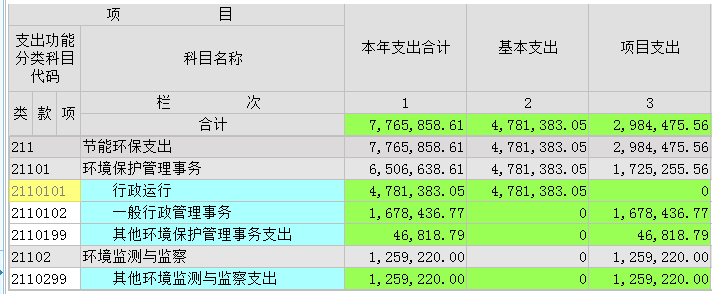 项 目
支出功能分类科目代码 科目名称 本年支出合计 基本支出 项目支出
类 款 项 栏 次 1 2 3
合计 7,765,858.61 4,781,383.05 2,984,475.56
211 节能环保支出 7,765,858.61 4,781,383.05 2,984,475.56
21101 环境保护管理事务 6,506,638.61 4,781,383.05 1,725,255.56
2110101 行政运行 4,781,383.05 4,781,383.05 0
2110102 一般行政管理事务 1,678,436.77 0 1,678,436.77
2110199 其他环境保护管理事务支出 46,818.79 0 46,818.79
21102 环境监测与监察 1,259,220.00 0 1,259,220.00
2110299 其他环境监测与监察支出 1,259,220.00 0 1,259,220.00